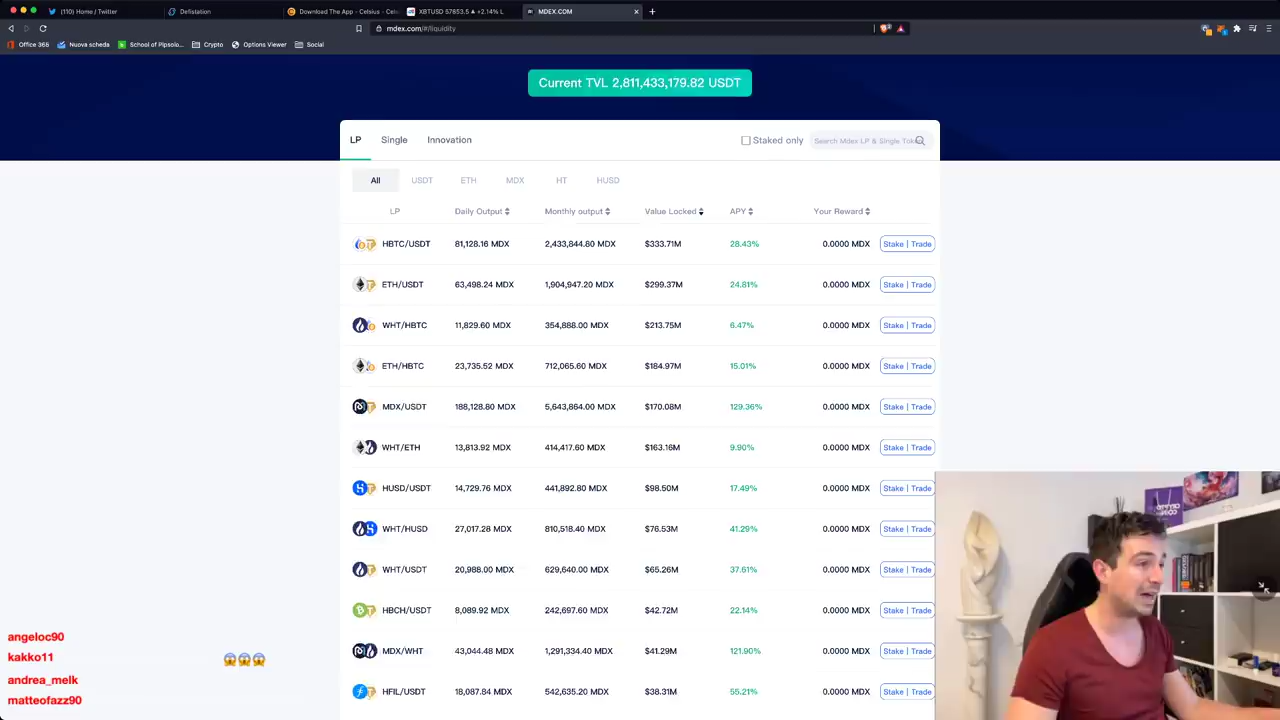 (110) Home / Twitter
Defistation
Download The App - Celsius - Cels
XBTUSD 57653.5 ▲ +2.14% L
MDEX.COM
mdex.com/#/liquidity
Office 365
Nuova scheda
School of Pipsolo...
Crypto
Options Viewer
Social
Current TVL 2,811,433,179.82 USDT
LP Single Innovation
Staked only
Search Mdex LP & Single Toke
All USDT ETH MDX HT HUSD
LP Daily Output Monthly output Value Locked APY Your Reward
HBTC/USDT 81,128.16 MDX 2,433,844.80 MDX $333.71M 28.43% 0.0000 MDX Stake | Trade
ETH/USDT 63,498.24 MDX 1,904,947.20 MDX $299.37M 24.81% 0.0000 MDX Stake | Trade
WHT/HBTC 11,829.60 MDX 354,888.00 MDX $213.75M 6.47% 0.0000 MDX Stake | Trade
ETH/HBTC 23,735.52 MDX 712,065.60 MDX $184.97M 15.01% 0.0000 MDX Stake | Trade
MDX/USDT 188,128.80 MDX 5,643,864.00 MDX $170.08M 129.36% 0.0000 MDX Stake | Trade
WHT/ETH 13,813.92 MDX 414,417.60 MDX $163.16M 9.90% 0.0000 MDX Stake | Trade
HUSD/USDT 14,729.76 MDX 441,892.80 MDX $98.50M 17.49% 0.0000 MDX Stake | Trade
WHT/HUSD 27,017.28 MDX 810,518.40 MDX $76.53M 41.29% 0.0000 MDX Stake | Trade
WHT/USDT 20,988.00 MDX 629,640.00 MDX $65.26M 37.61% 0.0000 MDX Stake | Trade
HBCH/USDT 8,089.92 MDX 242,697.60 MDX $42.72M 22.14% 0.0000 MDX Stake | Trade
MDX/WHT 43,044.48 MDX 1,291,334.40 MDX $41.29M 121.90% 0.0000 MDX Stake | Trade
HFIL/USDT 18,087.84 MDX 542,635.20 MDX $38.31M 55.21% 0.0000 MDX Stake | Trade
angeloc90
kakko11 😱😱😱
andrea_melk
matteofazz90